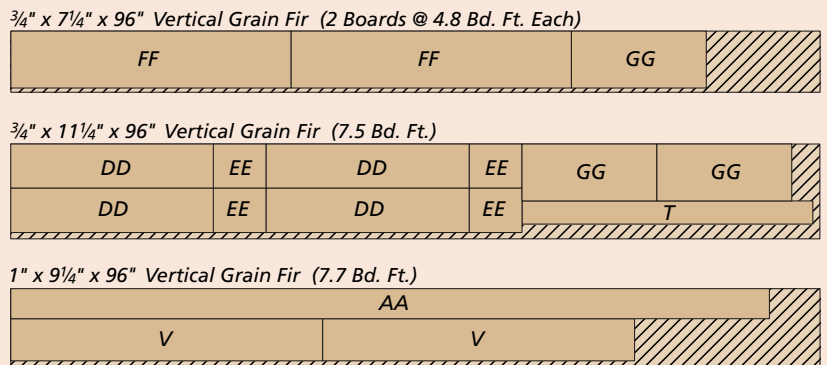 ¾" x 7¼" x 96" Vertical Grain Fir (2 Boards @ 4.8 Bd. Ft. Each)
FF FF GG
¾" x 11¼" x 96" Vertical Grain Fir (7.5 Bd. Ft.)
DD EE DD EE GG GG
DD EE DD EE T
1" x 9¼" x 96" Vertical Grain Fir (7.7 Bd. Ft.)
AA
V V